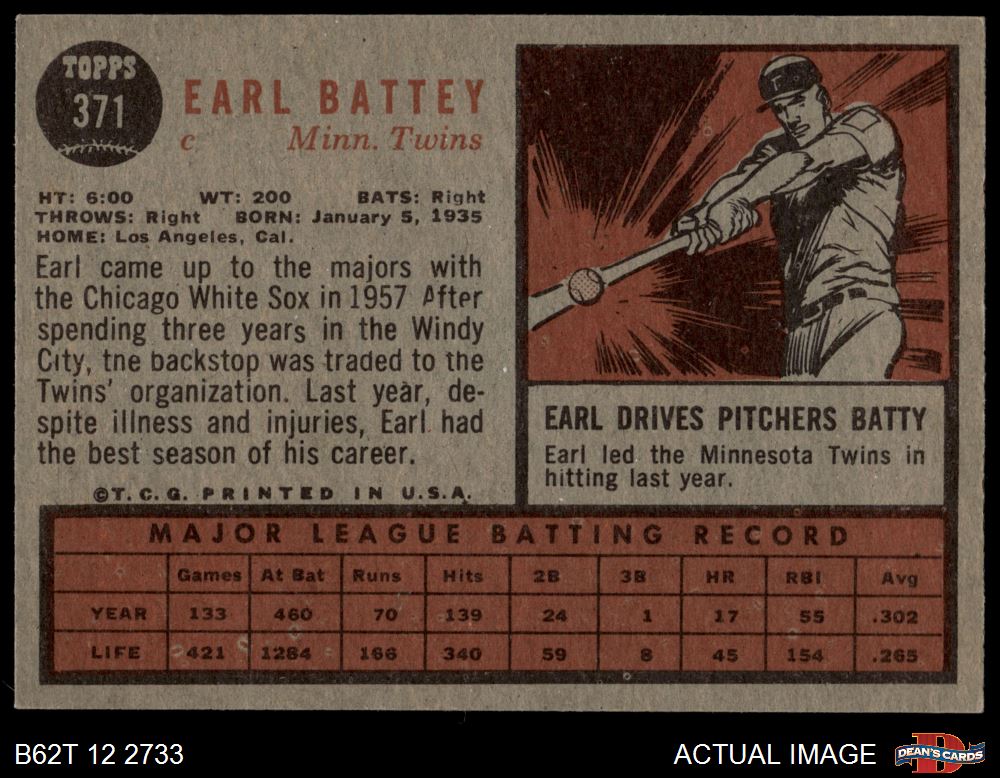 TOPPS
371
EARL BATTEY
C Minn. Twins
HT: 6:00 WT: 200 BATS: Right
THROWS: Right BORN: January 5, 1935
HOME: Los Angeles, Cal.
Earl came up to the majors with
the Chicago White Sox in 1957 After
spending three years in the Windy
City, the backstop was traded to the
Twins' organization. Last year, de-
spite illness and injuries, Earl had
the best season of his career.
©T. C. G. PRINTED IN U.S.A.
T
EARL DRIVES PITCHERS BATTY
Earl led the Minnesota Twins in
hitting last year.
MAJOR LEAGUE BATTING RECORD
Games At Bat Runs Hits 2B 3B HR RBI Avg
YEAR 133 460 70 139 24 1 17 55 .302
LIFE 421 1284 166 340 59 8 45 154 .265
B62T 12 2733
ACTUAL IMAGE
DEAN'S CARDS